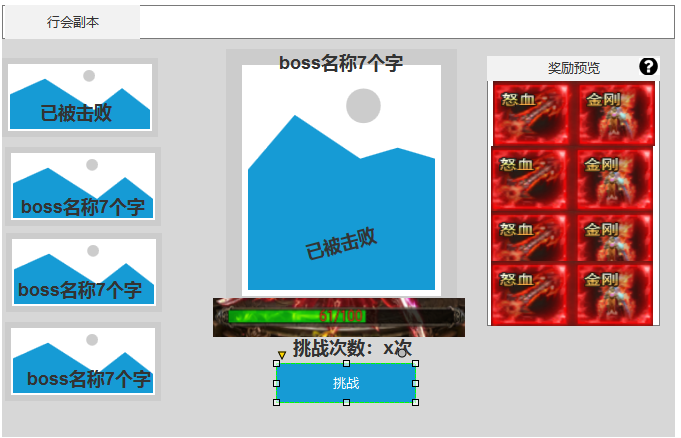 行会副本
boss名称7个字
奖励预览
?
已被击败
怒血 金刚
boss名称7个字
怒血 金刚
已被击败
怒血 金刚
boss名称7个字
怒血 金刚
61/100
挑战次数：x次
boss名称7个字
挑战